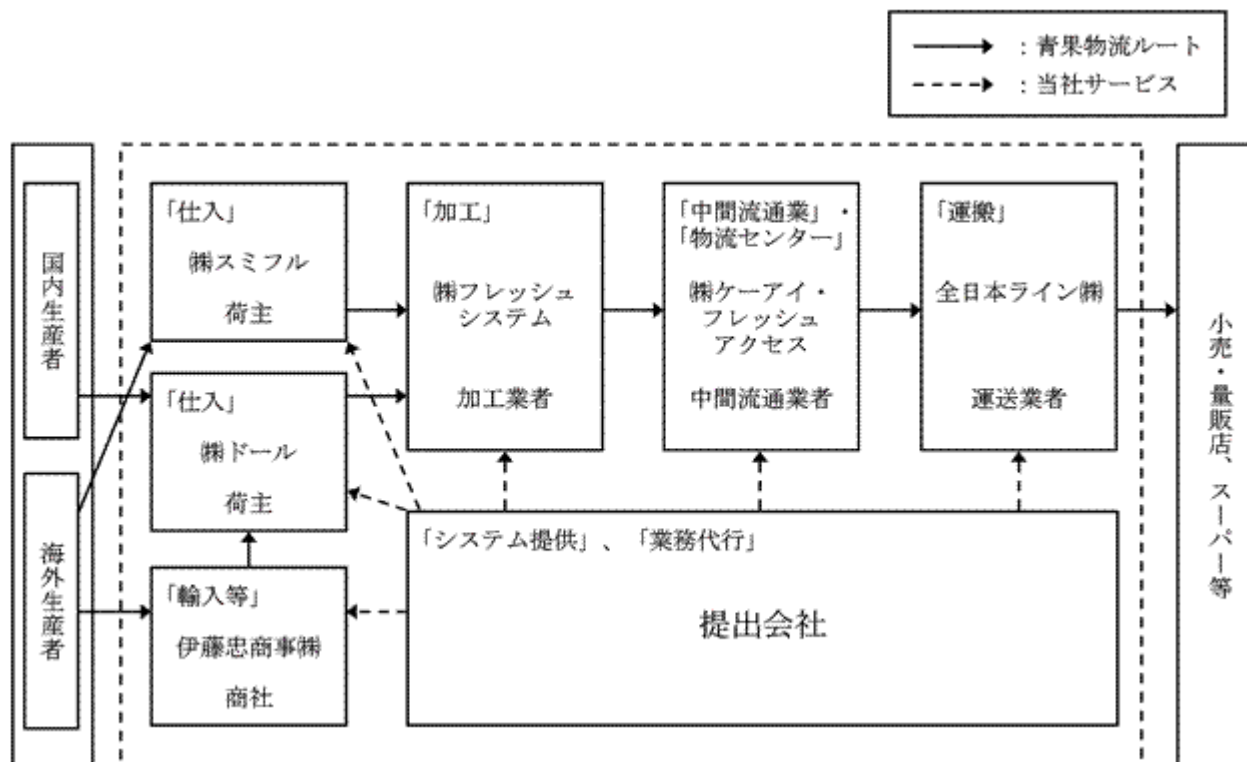 ：青果物流ルート
：当社サービス
国内生産者
海外生産者
「仕入」
㈱スミフル
荷主
「仕入」
㈱ドール
荷主
「輸入等」
伊藤忠商事㈱
商社
「加工」
㈱フレッシュ
システム
加工業者
「中間流通業」・
「物流センター」
㈱ケーアイ・
フレッシュ
アクセス
中間流通業者
「運搬」
全日本ライン㈱
運送業者
「システム提供」、「業務代行」
提出会社
小売・量販店、スーパー等